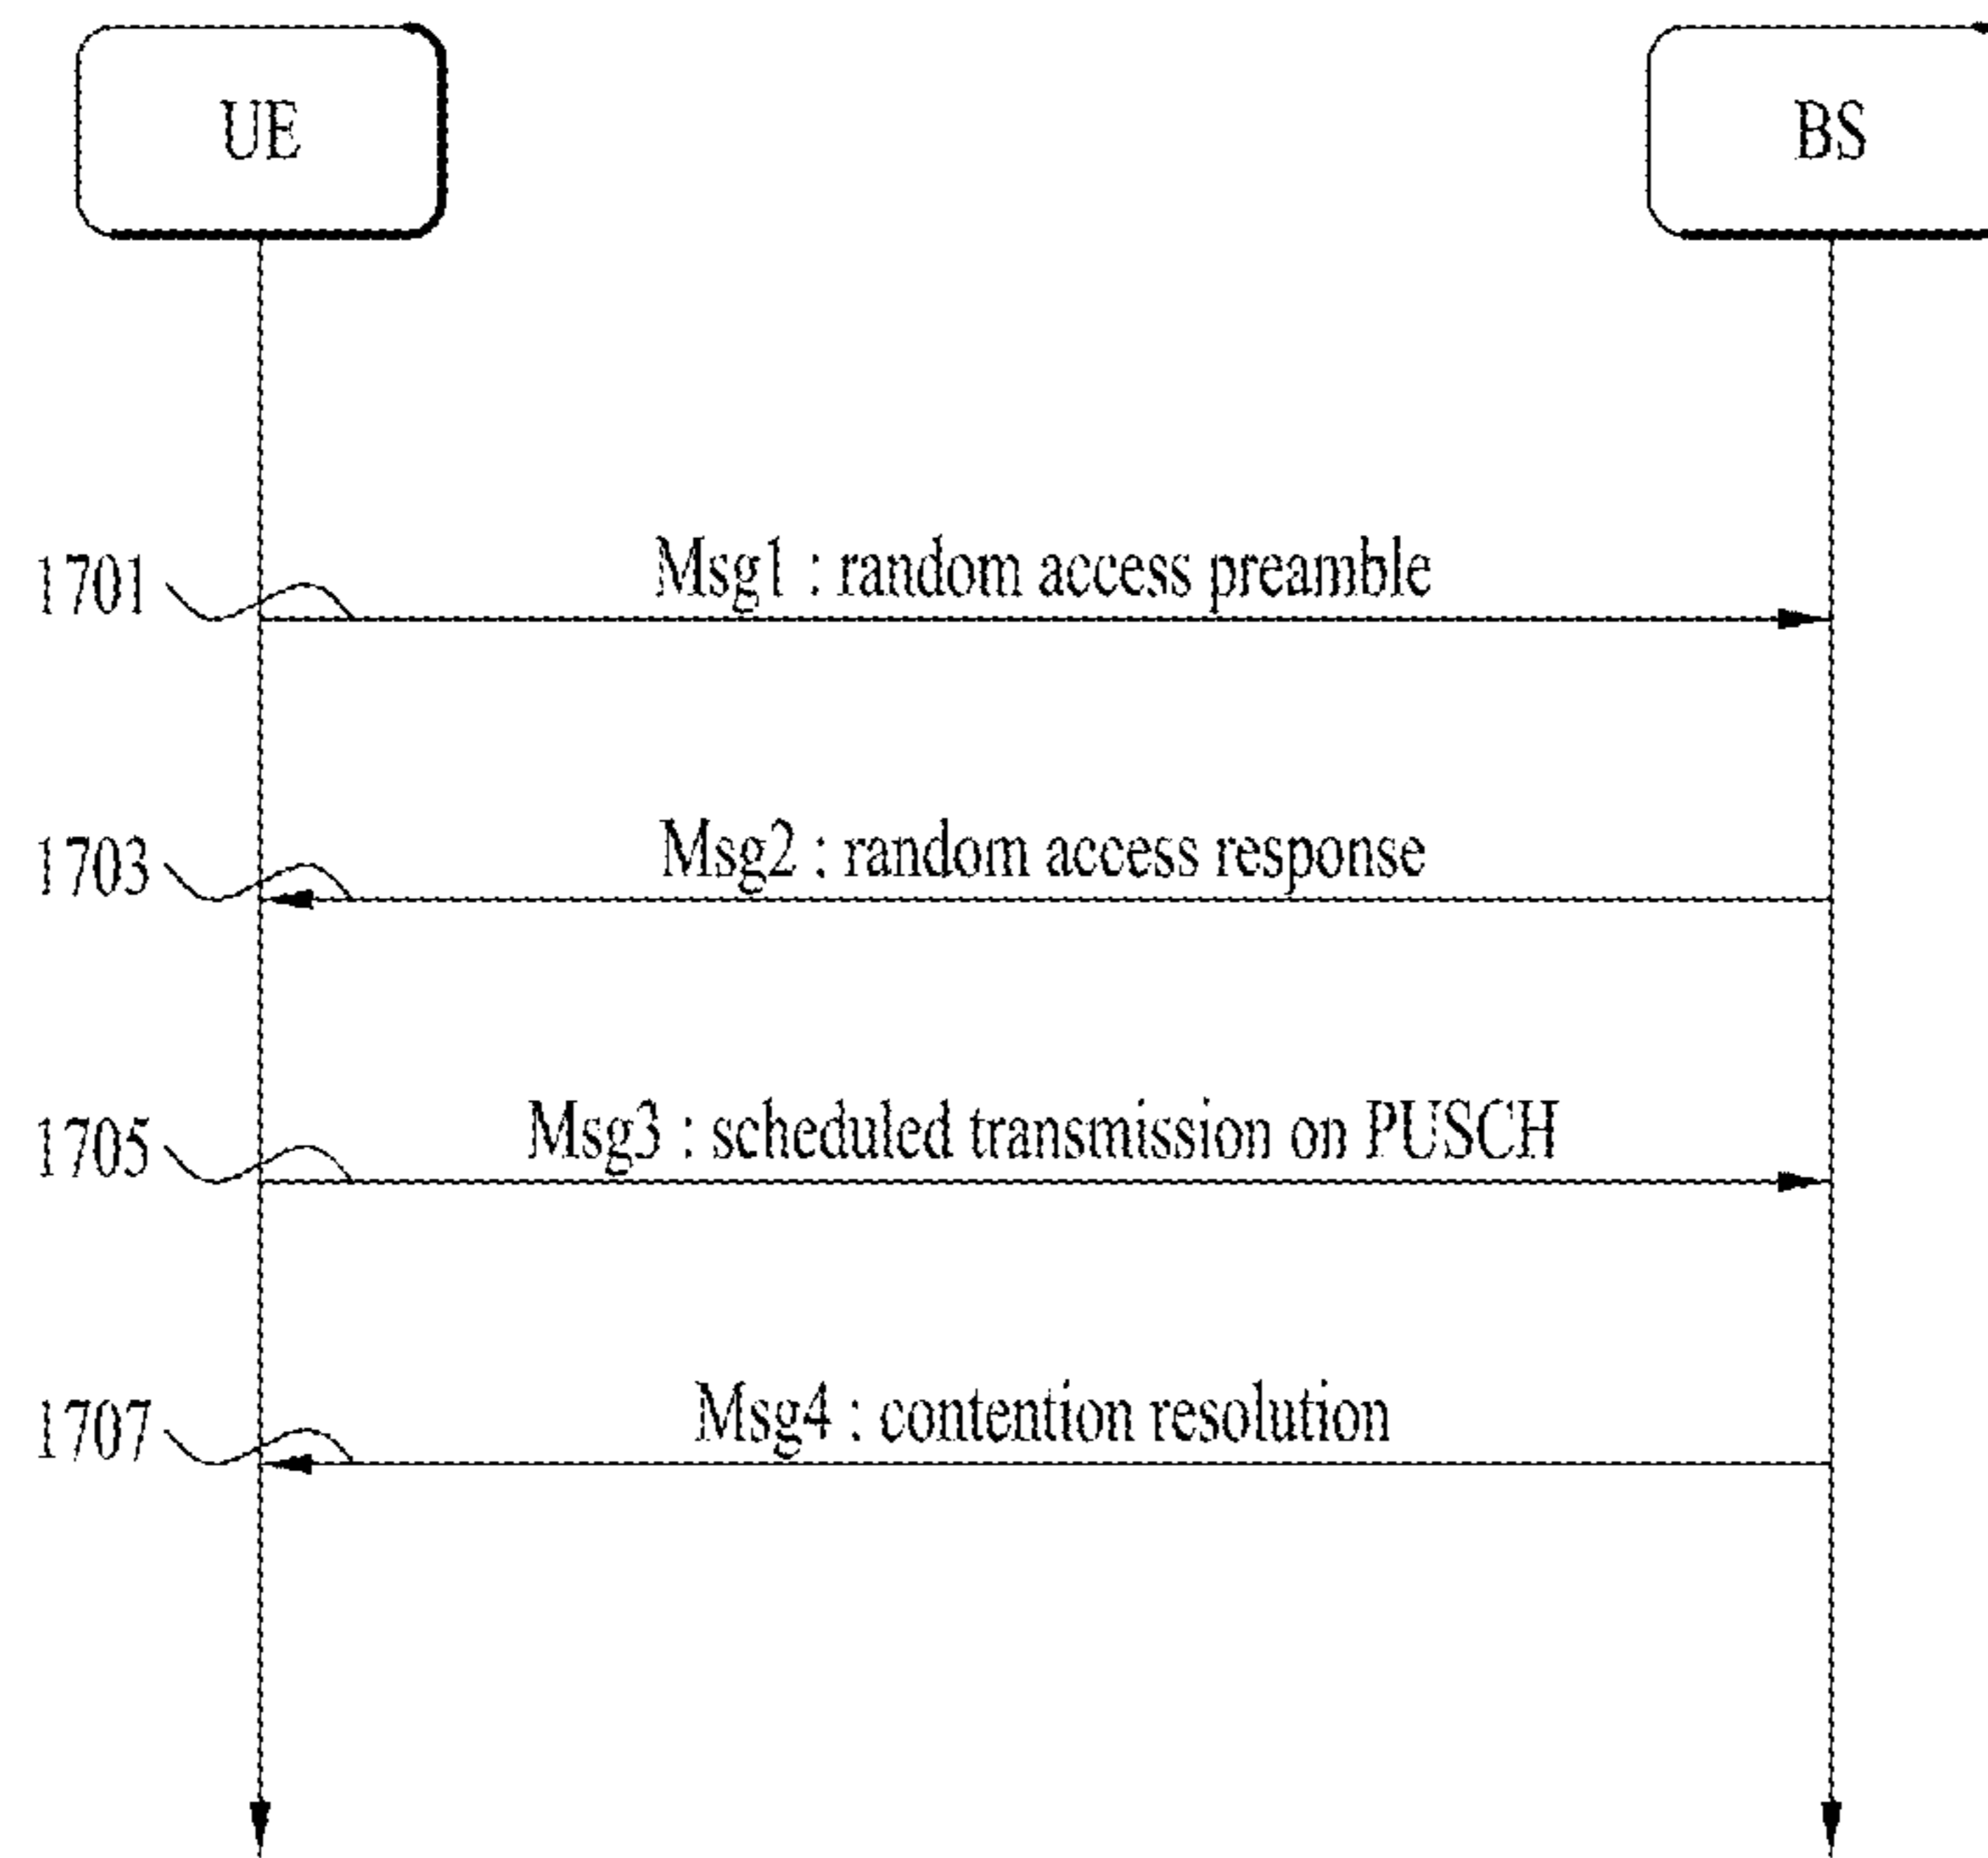 UE
BS
1701
Msg1 : random access preamble
1703
Msg2 : random access response
1705
Msg3 : scheduled transmission on PUSCH
1707
Msg4 : contention resolution